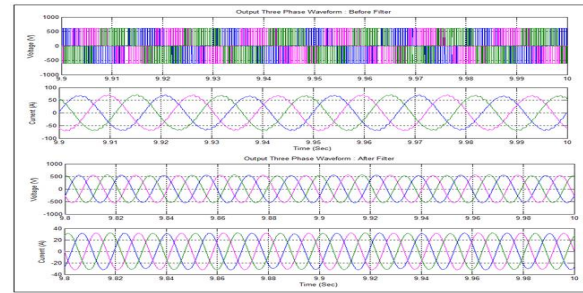 Output Three Phase Waveform : Before Filter
Voltage (V)
1000
500
0
-500
-1000
9.9 9.91 9.92 9.93 9.94 9.95 9.96 9.97 9.98 9.99 10
Current (A)
100
50
0
-50
-100
9.9 9.91 9.92 9.93 9.94 9.95 9.96 9.97 9.98 9.99 10
Time (Sec)
Output Three Phase Waveform : After Filter
Voltage (V)
1000
500
0
-500
-1000
9.8 9.82 9.84 9.86 9.88 9.9 9.92 9.94 9.96 9.98 10
Current (A)
40
20
0
-20
-40
9.8 9.82 9.84 9.86 9.88 9.9 9.92 9.94 9.96 9.98 10
Time (Sec)